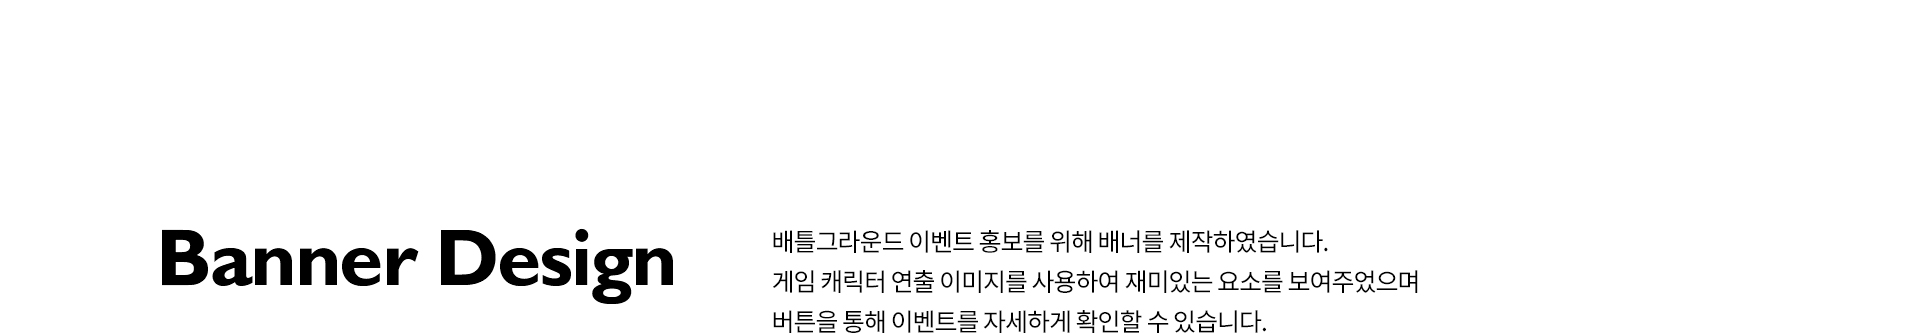 Banner Design
배틀그라운드 이벤트 홍보를 위해 배너를 제작하였습니다.
게임 캐릭터 연출 이미지를 사용하여 재미있는 요소를 보여주었으며
버튼을 통해 이벤트를 자세하게 확인할 수 있습니다.